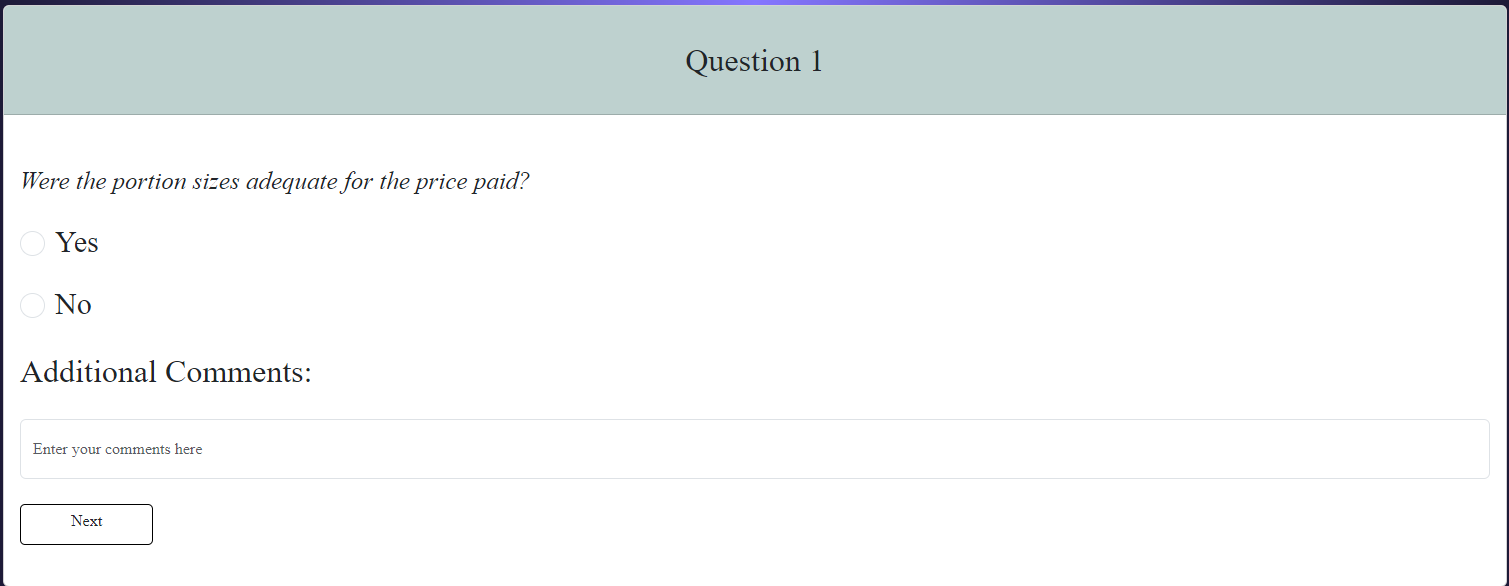 Question 1
Were the portion sizes adequate for the price paid?
Yes
No
Additional Comments:
Enter your comments here
Next